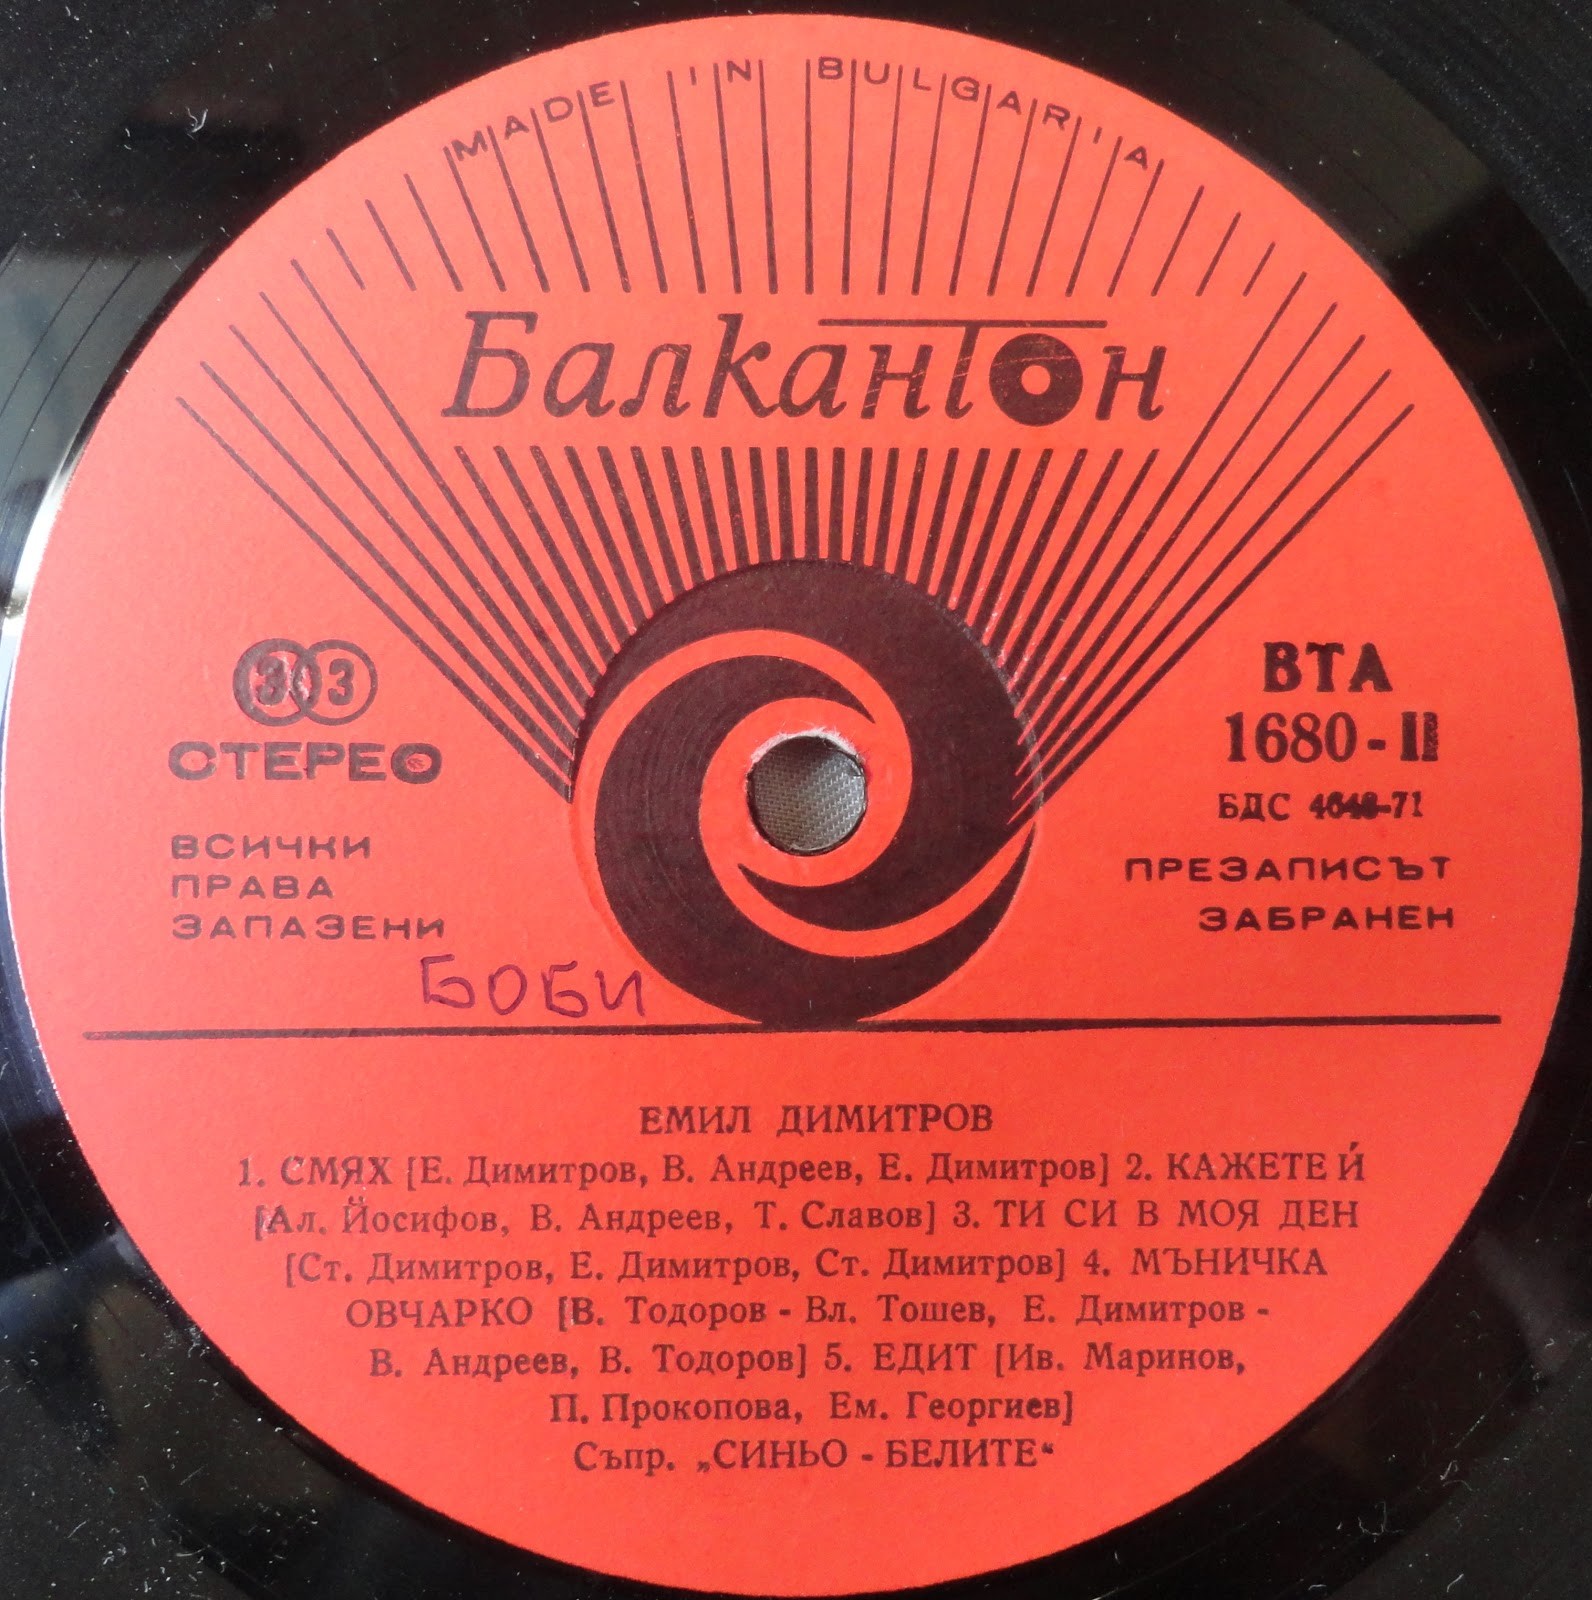 MADE IN BULGARIA
Балкантон
33
СТЕРЕО
ВСИЧКИ
ПРАВА
ЗАПАЗЕНИ
ВТА
1680-II
БДС
ПРЕЗАПИСЪТ
ЗАБРАНЕН
БОБИ
ЕМИЛ ДИМИТРОВ
1. СМЯХ [Е. Димитров, В. Андреев, Е. Димитров] 2. КАЖЕТЕ Й
[Ал. Йосифов, В. Андреев, Т. Славов] 3. ТИ СИ В МОЯ ДЕН
[Ст. Димитров, Е. Димитров, Ст. Димитров] 4. МЪНИЧКА
ОВЧАРКО [В. Тодоров - Вл. Тошев, Е. Димитров -
В. Андреев, В. Тодоров] 5. ЕДИТ [Ив. Маринов,
П. Прокопова, Ем. Георгиев]
Съпр. „СИНЬО - БЕЛИТЕ“